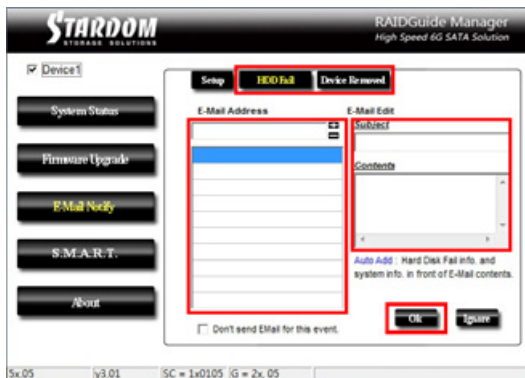 STARDOM
STORAGE SOLUTIONS
RAIDGuide Manager
High Speed 6G SATA Solution
Device1
System Status
Firmware Upgrade
E-Mail Notify
S.M.A.R.T.
About
Setup
HDD Fail
Device Removed
E-Mail Address
E-Mail Edit
Subject
Contents
Auto Add : Hard Disk Fail info. and
system info. in front of E-Mail contents.
Don't send EMail for this event.
Ok
Ignore
5x.05
v3.01
SC = 1x0105
G = 2x. 05